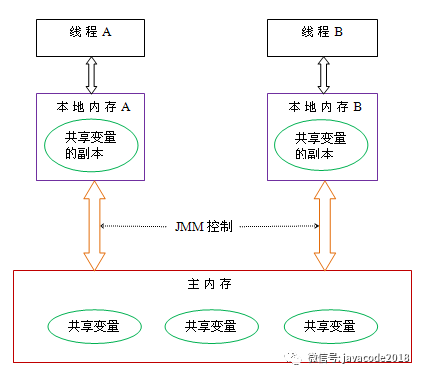 线程 A
线程 B
本地内存 A
本地内存 B
共享变量
的副本
共享变量
的副本
JMM 控制
主内存
共享变量
共享变量
共享变量
微信号: javacode2018